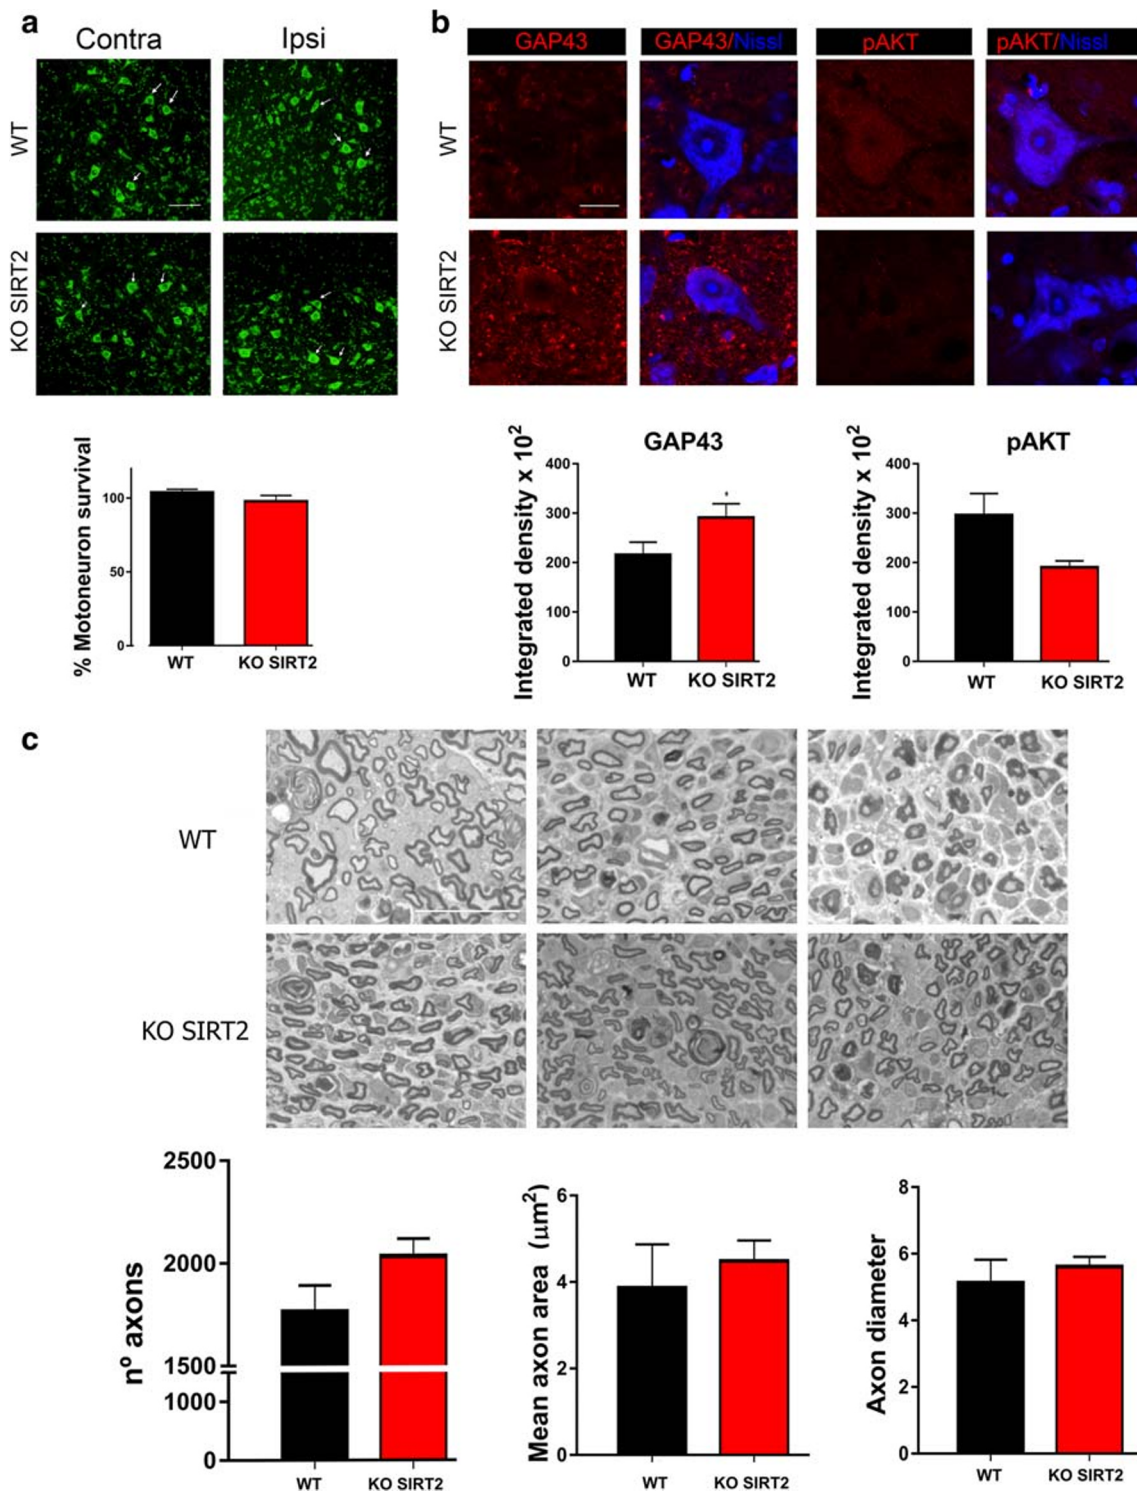 a
Contra Ipsi
WT
KO SIRT2
% Motoneuron survival
100
50
0
WT KO SIRT2
b
GAP43 GAP43/Nissl pAKT pAKT/Nissl
WT
KO SIRT2
GAP43
Integrated density x 10²
400
300
200
100
0
*
WT KO SIRT2
pAKT
Integrated density x 10²
400
300
200
100
0
WT KO SIRT2
c
WT
KO SIRT2
nº axons
2500
2000
1500
1000
0
WT KO SIRT2
Mean axon area (µm²)
6
4
2
0
WT KO SIRT2
Axon diameter
8
6
4
2
0
WT KO SIRT2